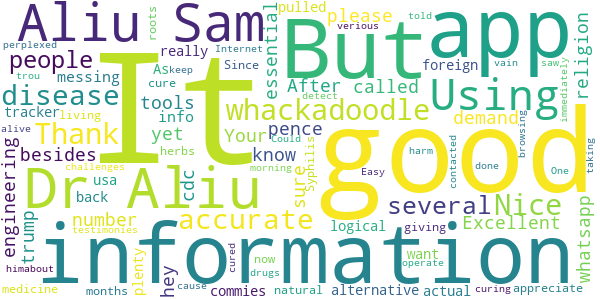 Aliu Sam
It
But
app
pulled
please
trou
perplexed
roots
Internet
told
verious
saw
vain
people
As
keep
really
essential
After
called
foreign
religion
Since
messing
cure
tools
disease
tracker
herbs
whackadoodle
Using
immediately
detect
living
info
Thank
yet
Your
pence
demand
alive
besides
cdc
know
Dr Aliu
good
syphilis
Could
harm
browsing
contacted
done
One
taking
Easy
engineering
usa
back
sure
several
Nice
whatsapp
number
accurate
trump
hey
morning
logical
giving
want
Excellent
challenges
testimonies
now
drugs
information
himabout
plenty
cured
commies
natural
alternative
actual
operate
appreciate
medicine
months
cause
curing